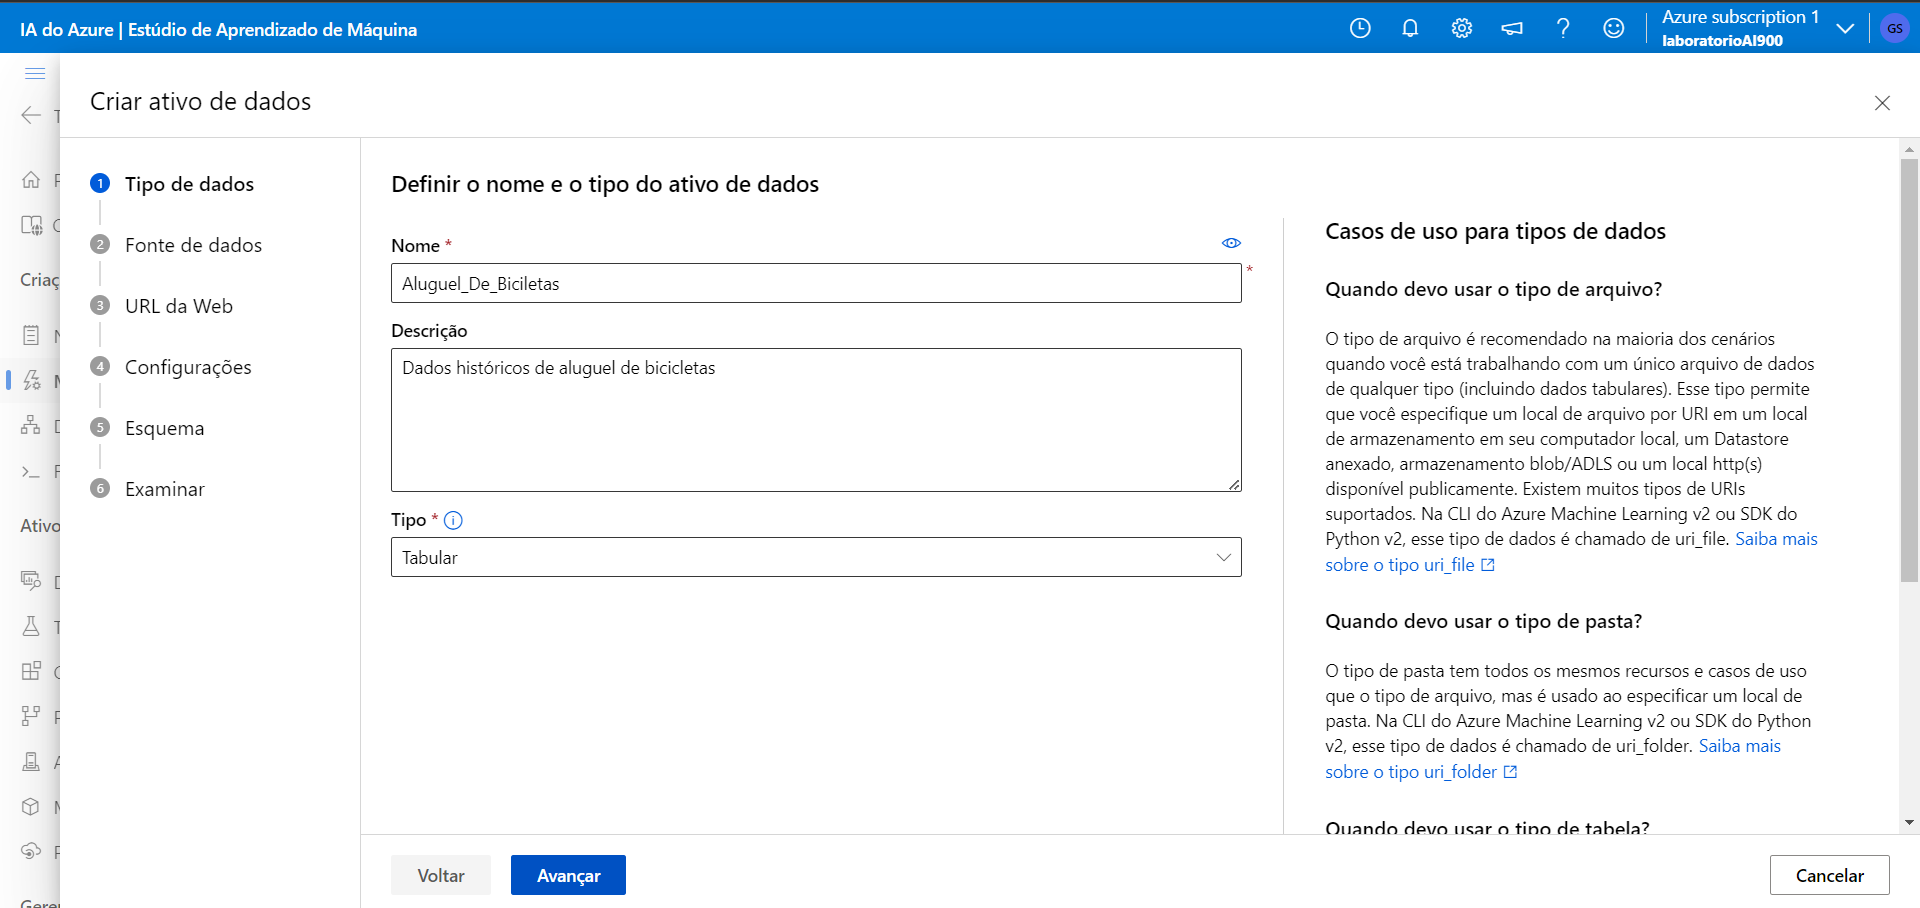 IA do Azure | Estúdio de Aprendizado de Máquina
Azure subscription 1
laboratorioAI900
GS
Criar ativo de dados
Criaç
Ativo
1 Tipo de dados
2 Fonte de dados
3 URL da Web
4 Configurações
5 Esquema
6 Examinar
Definir o nome e o tipo do ativo de dados
Nome *
Aluguel_De_Biciletas
*
Descrição
Dados históricos de aluguel de bicicletas
Tipo *
Tabular
Casos de uso para tipos de dados
Quando devo usar o tipo de arquivo?
O tipo de arquivo é recomendado na maioria dos cenários
quando você está trabalhando com um único arquivo de dados
de qualquer tipo (incluindo dados tabulares). Esse tipo permite
que você especifique um local de arquivo por URI em um local
de armazenamento em seu computador local, um Datastore
anexado, armazenamento blob/ADLS ou um local http(s)
disponível publicamente. Existem muitos tipos de URIs
suportados. Na CLI do Azure Machine Learning v2 ou SDK do
Python v2, esse tipo de dados é chamado de uri_file. Saiba mais
sobre o tipo uri_file
Quando devo usar o tipo de pasta?
O tipo de pasta tem todos os mesmos recursos e casos de uso
que o tipo de arquivo, mas é usado ao especificar um local de
pasta. Na CLI do Azure Machine Learning v2 ou SDK do Python
v2, esse tipo de dados é chamado de uri_folder. Saiba mais
sobre o tipo uri_folder
Quando devo usar o tipo de tabela?
Voltar
Avançar
Cancelar